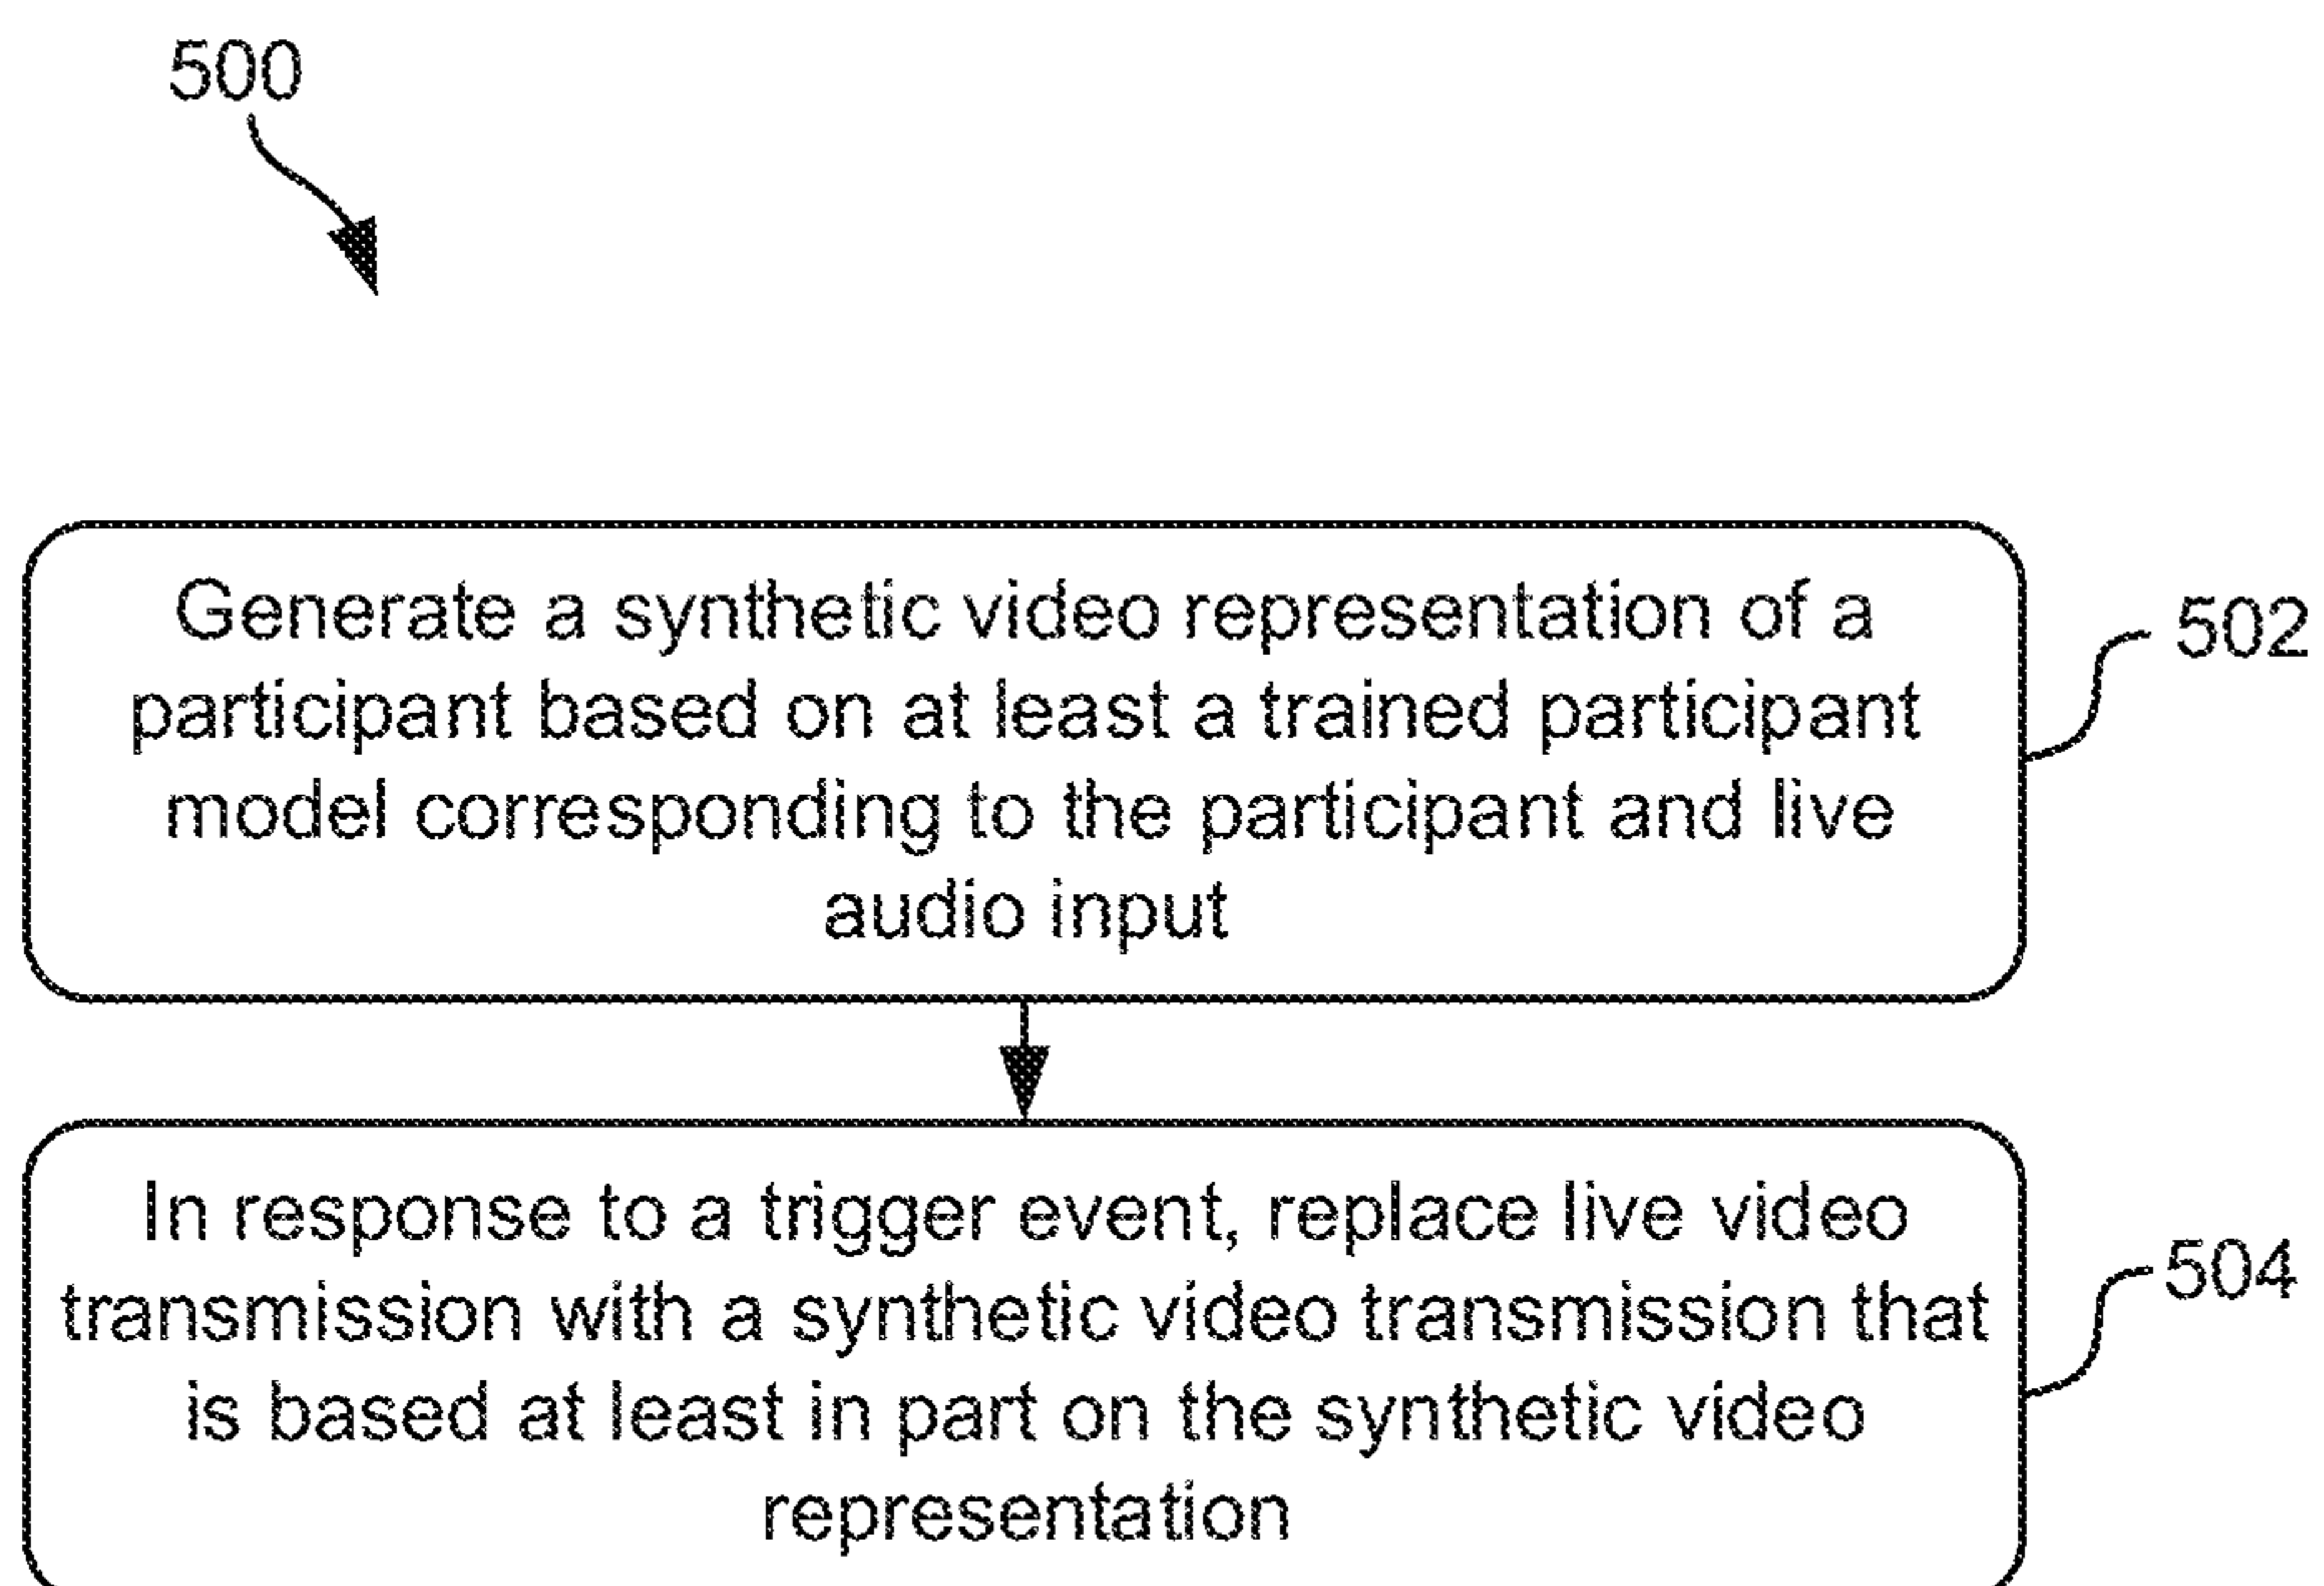 500
Generate a synthetic video representation of a
participant based on at least a trained participant
model corresponding to the participant and live
audio input
502
In response to a trigger event, replace live video
transmission with a synthetic video transmission that
is based at least in part on the synthetic video
representation
504